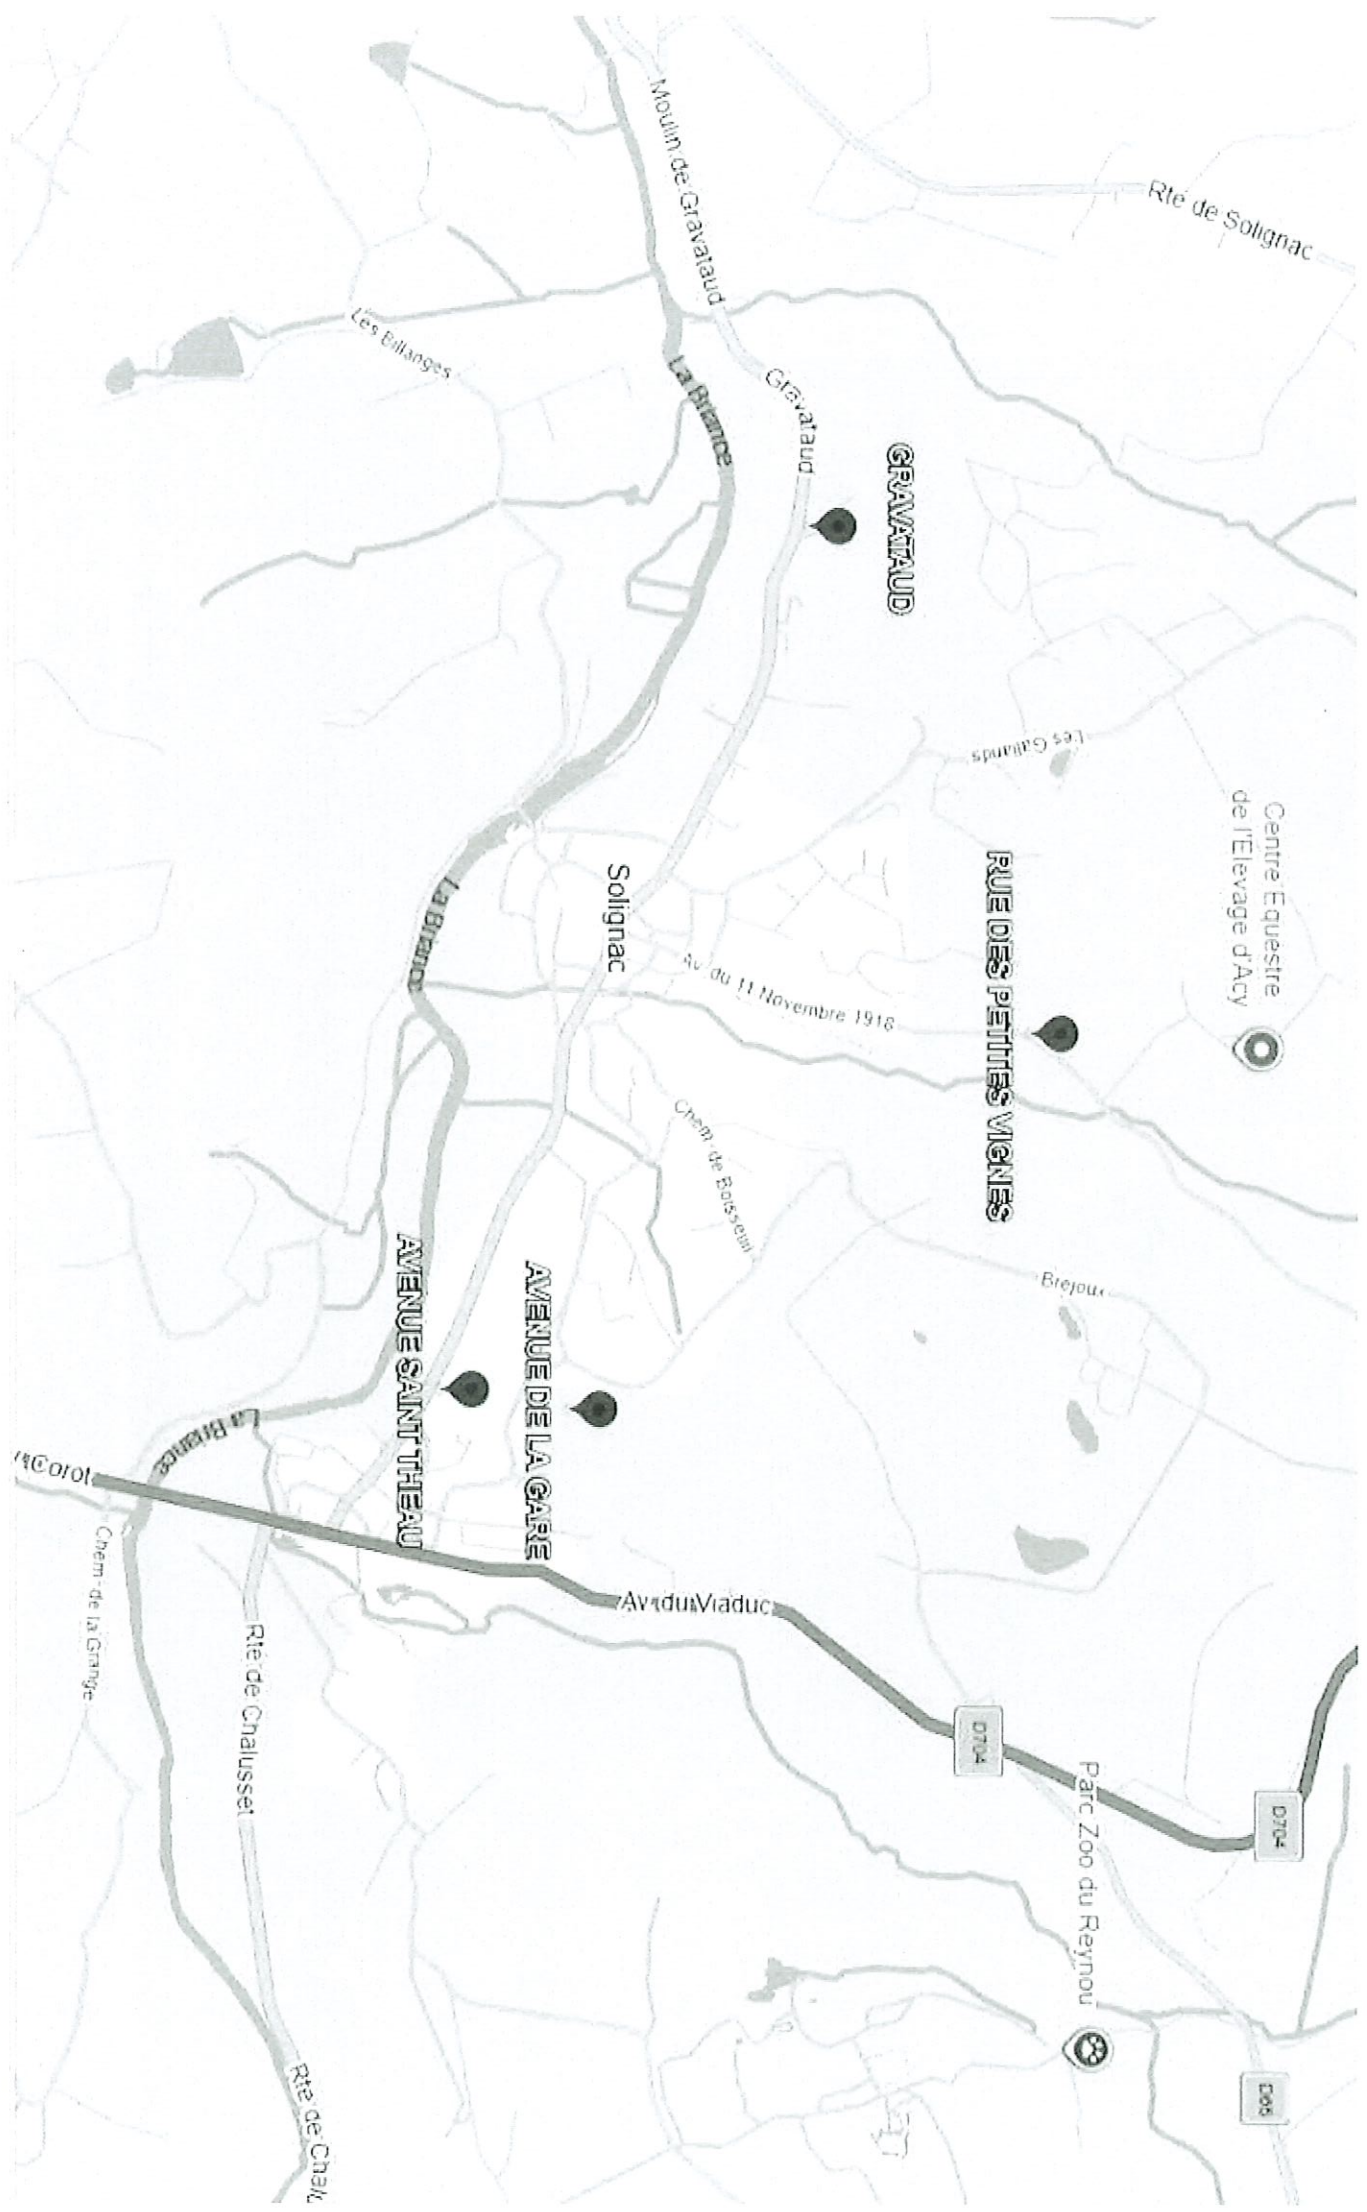 Rte de Solignac
Moulin de Gravataud
Les Billanges
La Briance
Gravataud
GRAVATAUD
Les Gallands
Centre Equestre
de l'Elevage d'Acy
RUE DES PETITES VIGNES
Solignac
La Briance
Av. du 11 Novembre 1918
Chem. de Boisseuil
Brejoux
AVENUE SAINT THEAU
AVENUE DE LA GARE
La Briance
Corot
Av. du Viaduc
Chem. de la Grange
Rte de Chalusset
D704
D704
Parc Zoo du Reynou
D65
Rte de Chalu